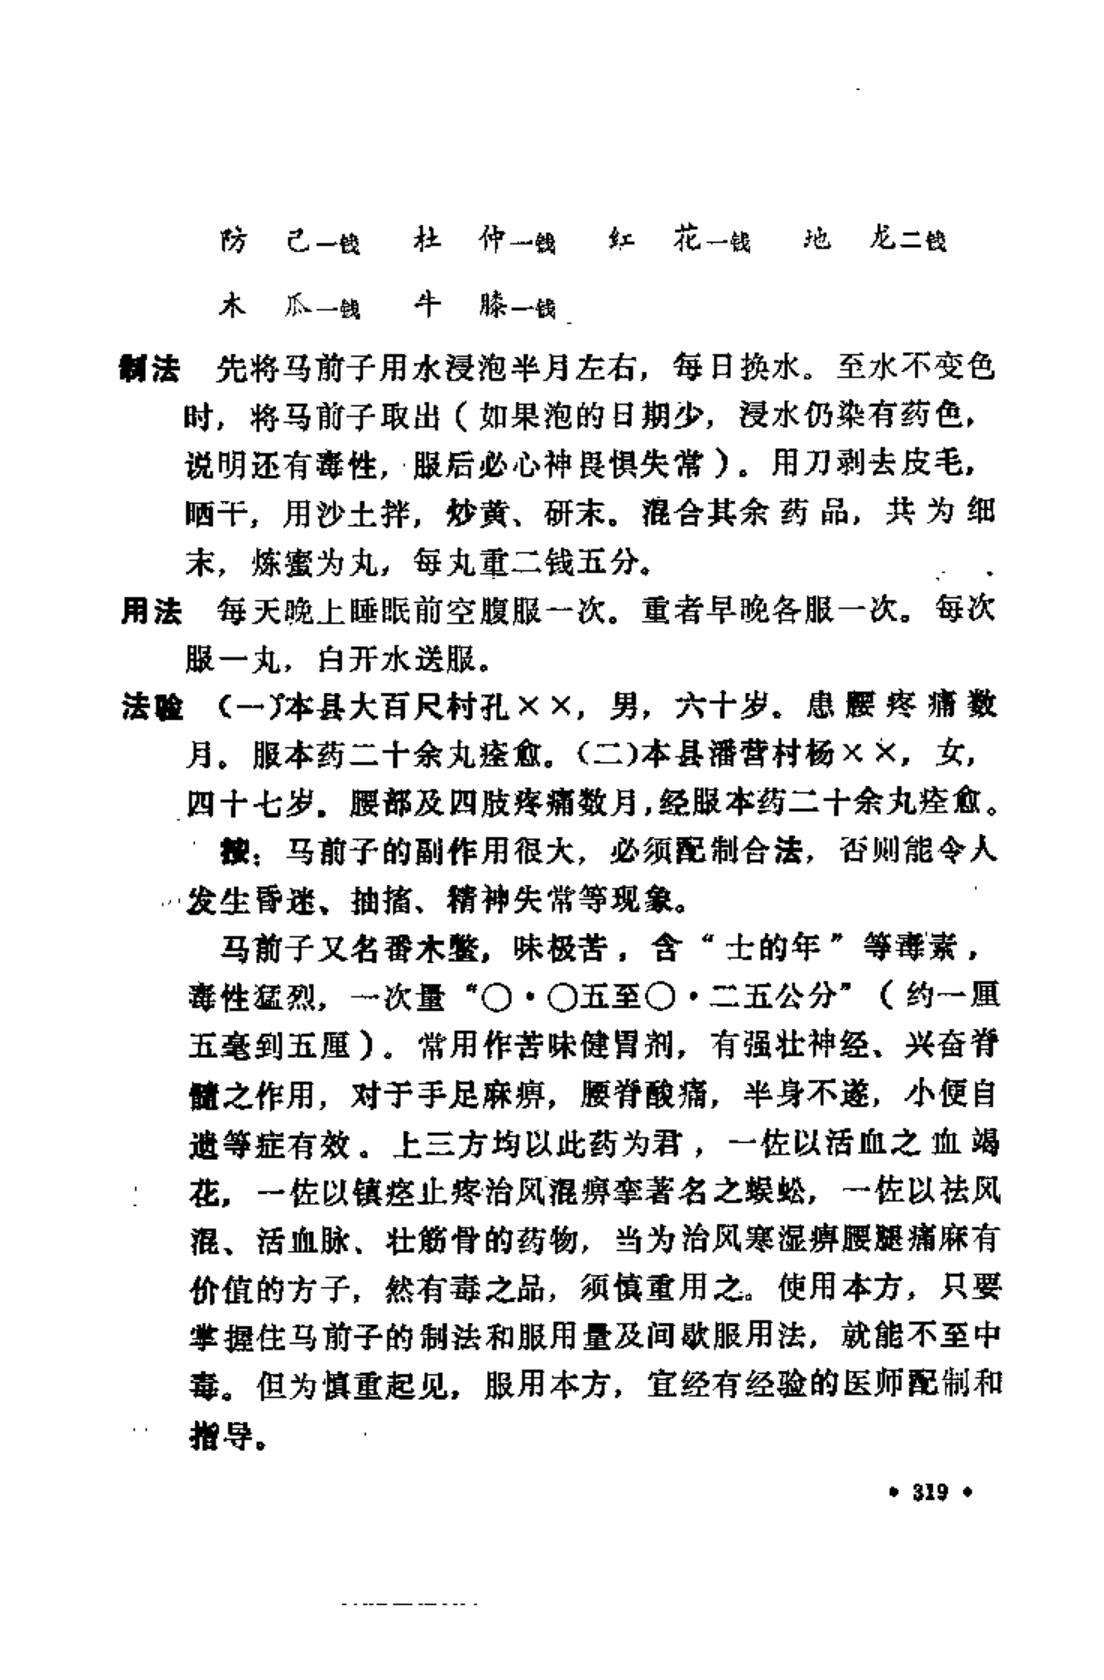 防　己一钱　杜　仲一钱　红　花一钱　地　龙二钱
木　瓜一钱　牛　膝一钱
制法　先将马前子用水浸泡半月左右，每日换水。至水不变色
时，将马前子取出（如果泡的日期少，浸水仍染有药色，
说明还有毒性，服后必心神畏惧失常）。用刀剥去皮毛，
晒干，用沙土拌，炒黄、研末。混合其余药品，共为细
末，炼蜜为丸，每丸重二钱五分。
用法　每天晚上睡眠前空腹服一次。重者早晚各服一次。每次
服一丸，白开水送服。
法验　（一）本县大百尺村孔××，男，六十岁。患腰疼痛数
月。服本药二十余丸痊愈。（二）本县潘营村杨××，女，
四十七岁。腰部及四肢疼痛数月，经服本药二十余丸痊愈。
按：马前子的副作用很大，必须配制合法，否则能令人
发生昏迷、抽搐、精神失常等现象。
马前子又名番木鳖，味极苦，含“士的年”等毒素，
毒性猛烈，一次量“〇·〇五至〇·二五公分”（约一厘
五毫到五厘）。常用作苦味健胃剂，有强壮神经、兴奋脊
髓之作用，对于手足麻痹，腰脊酸痛，半身不遂，小便自
遗等症有效。上三方均以此药为君，一佐以活血之血竭
花，一佐以镇痉止疼治风混痹挛著名之蜈蚣，一佐以祛风
混、活血脉、壮筋骨的药物，当为治风寒湿痹腰腿痛麻有
价值的方子，然有毒之品，须慎重用之。使用本方，只要
掌握住马前子的制法和服用量及间歇服用法，就能不至中
毒。但为慎重起见，服用本方，宜经有经验的医师配制和
指导。
• 319 •